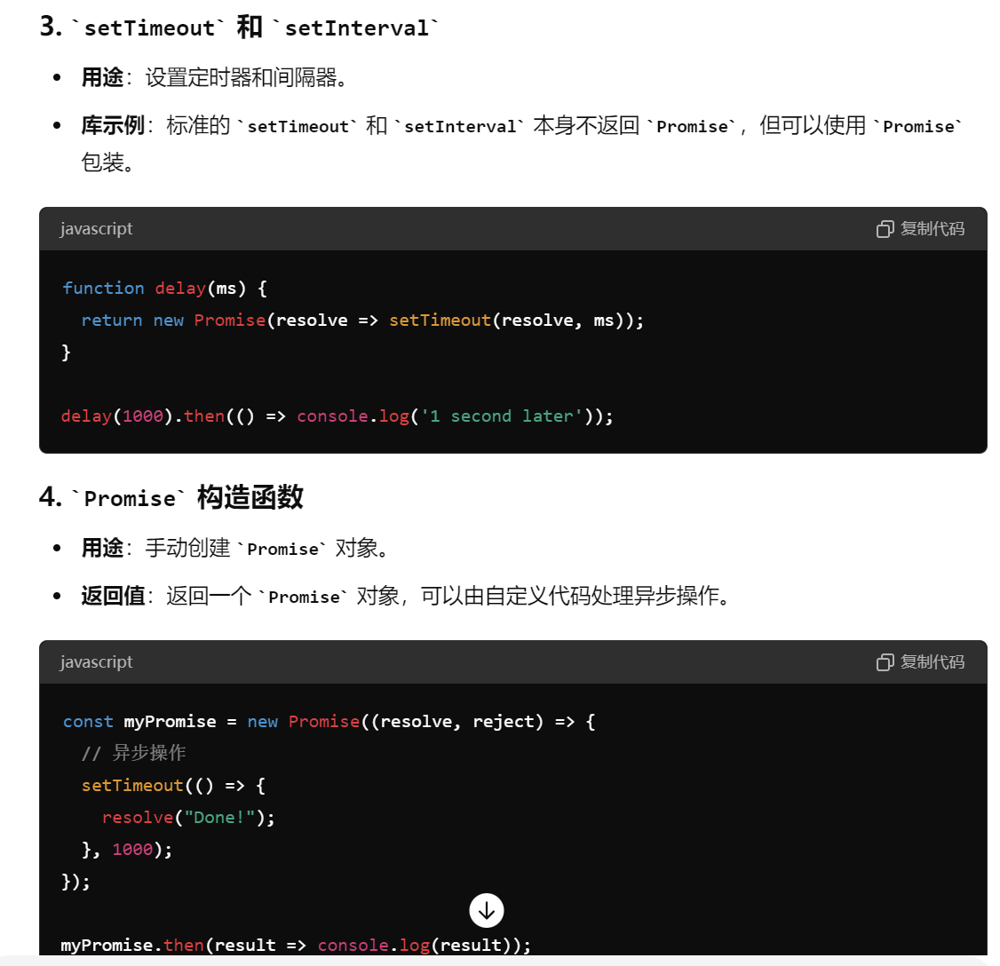 3. `setTimeout` 和 `setInterval`
• 用途：设置定时器和间隔器。
• 库示例：标准的 `setTimeout` 和 `setInterval` 本身不返回 `Promise`，但可以使用 `Promise`
包装。
javascript 复制代码
function delay(ms) {
  return new Promise(resolve => setTimeout(resolve, ms));
}
delay(1000).then(() => console.log('1 second later'));
4. `Promise` 构造函数
• 用途：手动创建 `Promise` 对象。
• 返回值：返回一个 `Promise` 对象，可以由自定义代码处理异步操作。
javascript 复制代码
const myPromise = new Promise((resolve, reject) => {
  // 异步操作
  setTimeout(() => {
    resolve("Done!");
  }, 1000);
});
myPromise.then(result => console.log(result));